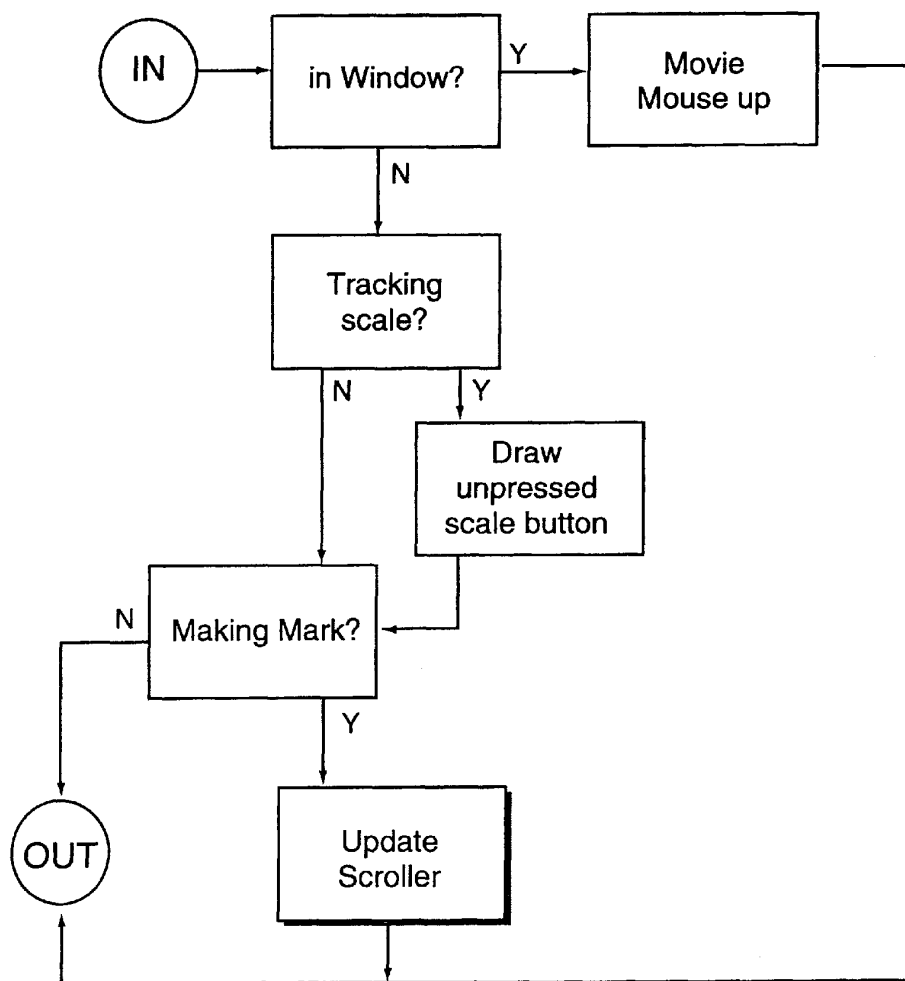 IN
in Window?
Y
Movie
Mouse up
N
Tracking
scale?
N
Y
Draw
unpressed
scale button
N
Making Mark?
Y
OUT
Update
Scroller